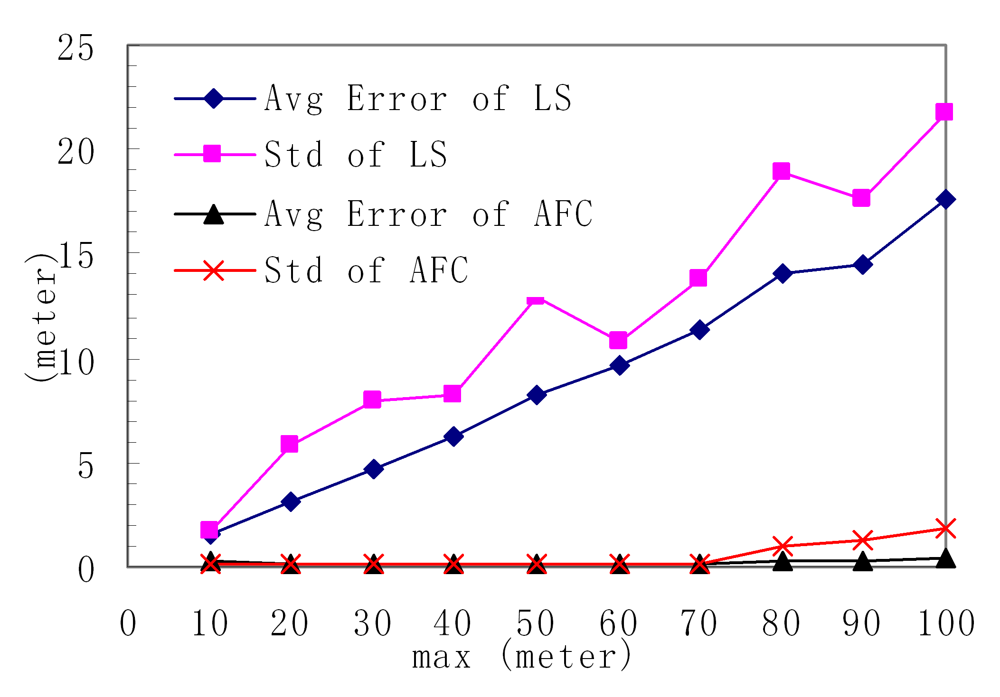 25
20
15
10
5
0
(meter)
Avg Error of LS
Std of LS
Avg Error of AFC
Std of AFC
0 10 20 30 40 50 60 70 80 90 100
max (meter)